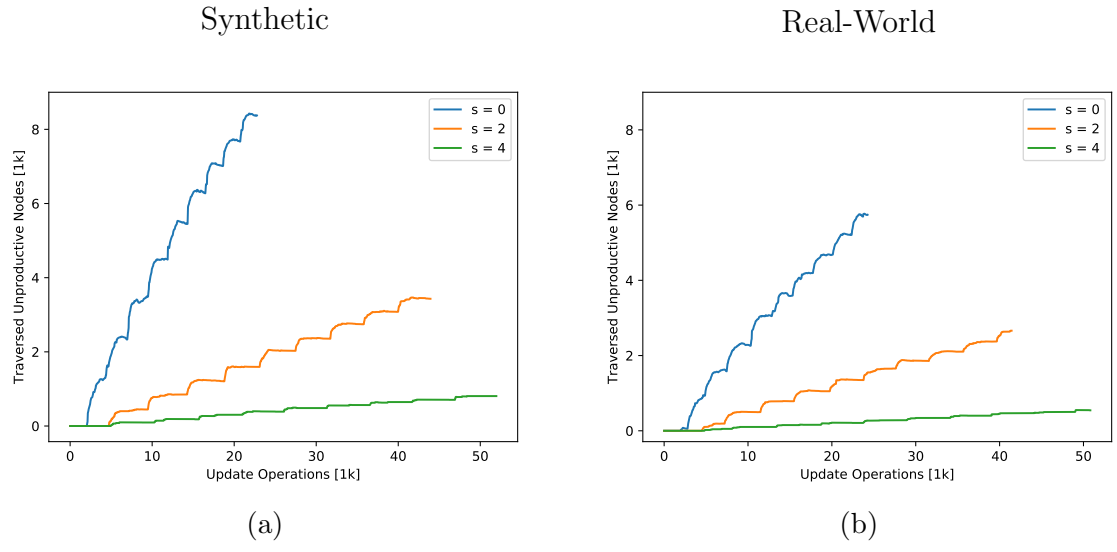 Synthetic
Real-World
s = 0
s = 2
s = 4
8
6
4
2
0
Traversed Unproductive Nodes [1k]
0 10 20 30 40 50
Update Operations [1k]
(a)
s = 0
s = 2
s = 4
8
6
4
2
0
Traversed Unproductive Nodes [1k]
0 10 20 30 40 50
Update Operations [1k]
(b)